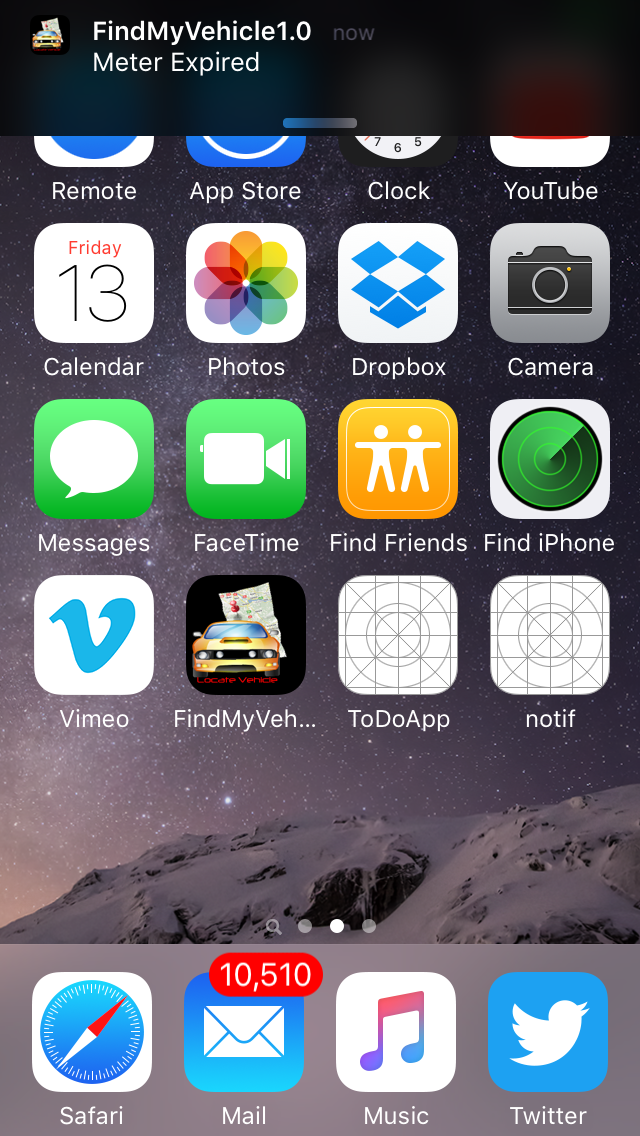 FindMyVehicle1.0 now
Meter Expired
7 6 5
Remote App Store Clock YouTube
Friday
13
Calendar Photos Dropbox Camera
Messages FaceTime Find Friends Find iPhone
Locate Vehicle
Vimeo FindMyVeh... ToDoApp notif
10,510
Safari Mail Music Twitter